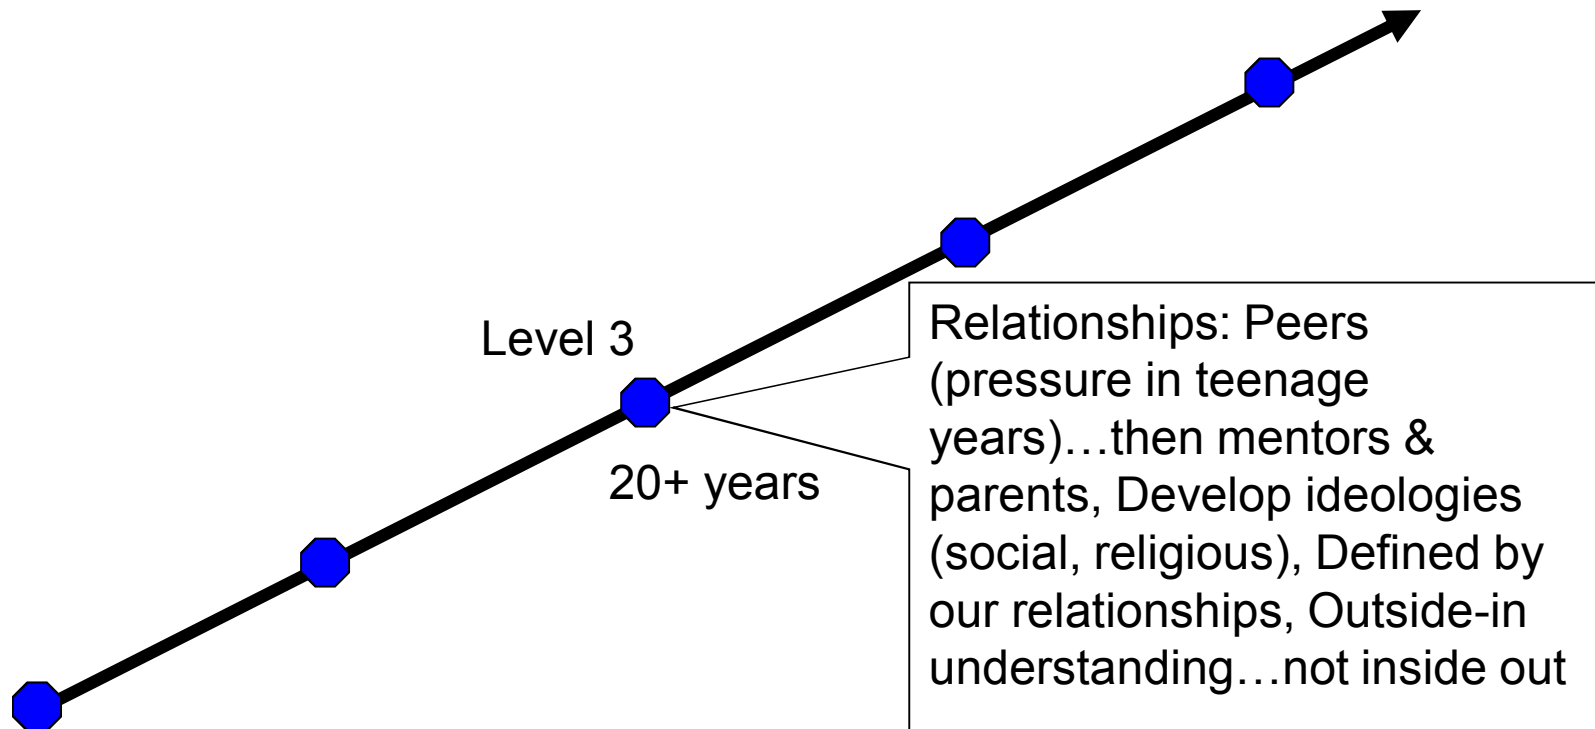 Level 3
20+ years
Relationships: Peers
(pressure in teenage
years)…then mentors &
parents, Develop ideologies
(social, religious), Defined by
our relationships, Outside-in
understanding…not inside out